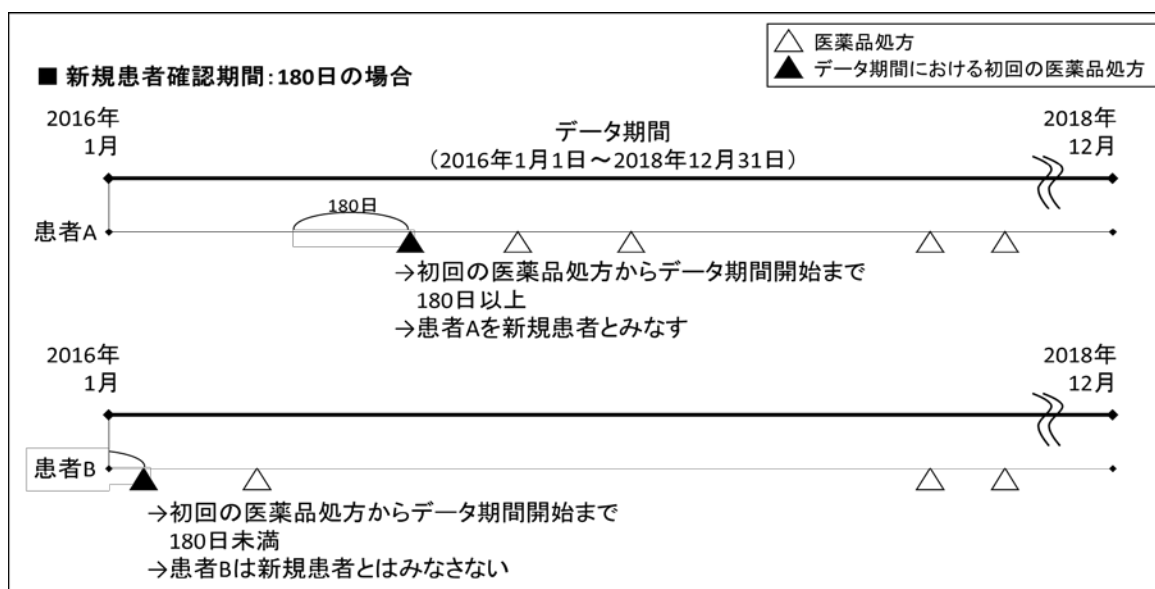 △ 医薬品処方
▲ データ期間における初回の医薬品処方
■ 新規患者確認期間：180日の場合
2016年
1月
データ期間
（2016年1月1日～2018年12月31日）
2018年
12月
180日
患者A
→初回の医薬品処方からデータ期間開始まで
180日以上
→患者Aを新規患者とみなす
2016年
1月
2018年
12月
患者B
→初回の医薬品処方からデータ期間開始まで
180日未満
→患者Bは新規患者とはみなさない